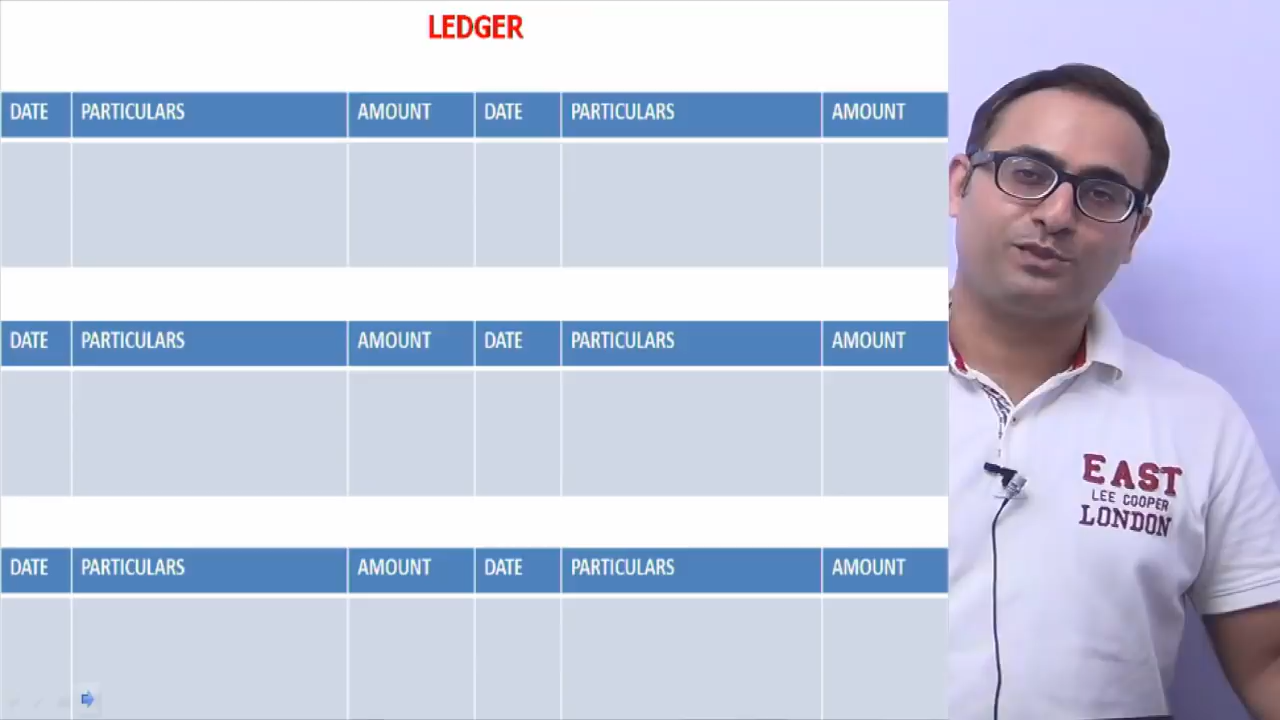 LEDGER
DATE PARTICULARS AMOUNT DATE PARTICULARS AMOUNT
DATE PARTICULARS AMOUNT DATE PARTICULARS AMOUNT
DATE PARTICULARS AMOUNT DATE PARTICULARS AMOUNT
EAST
LEE COOPER
LONDON